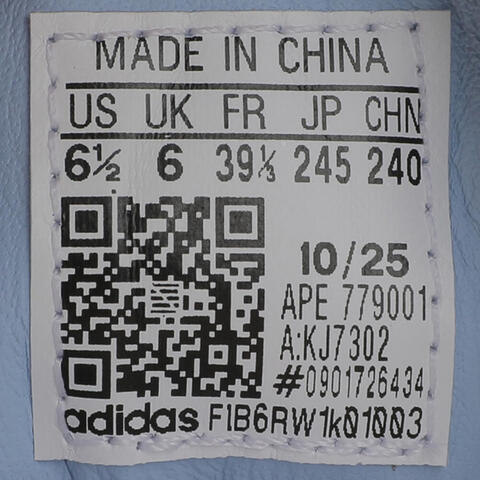 MADE IN CHINA
US UK FR JP CHN
6½ 6 39⅓ 245 240
10/25
APE 779001
A:KJ7302
#0901726434
adidas F1B6RW1k01003